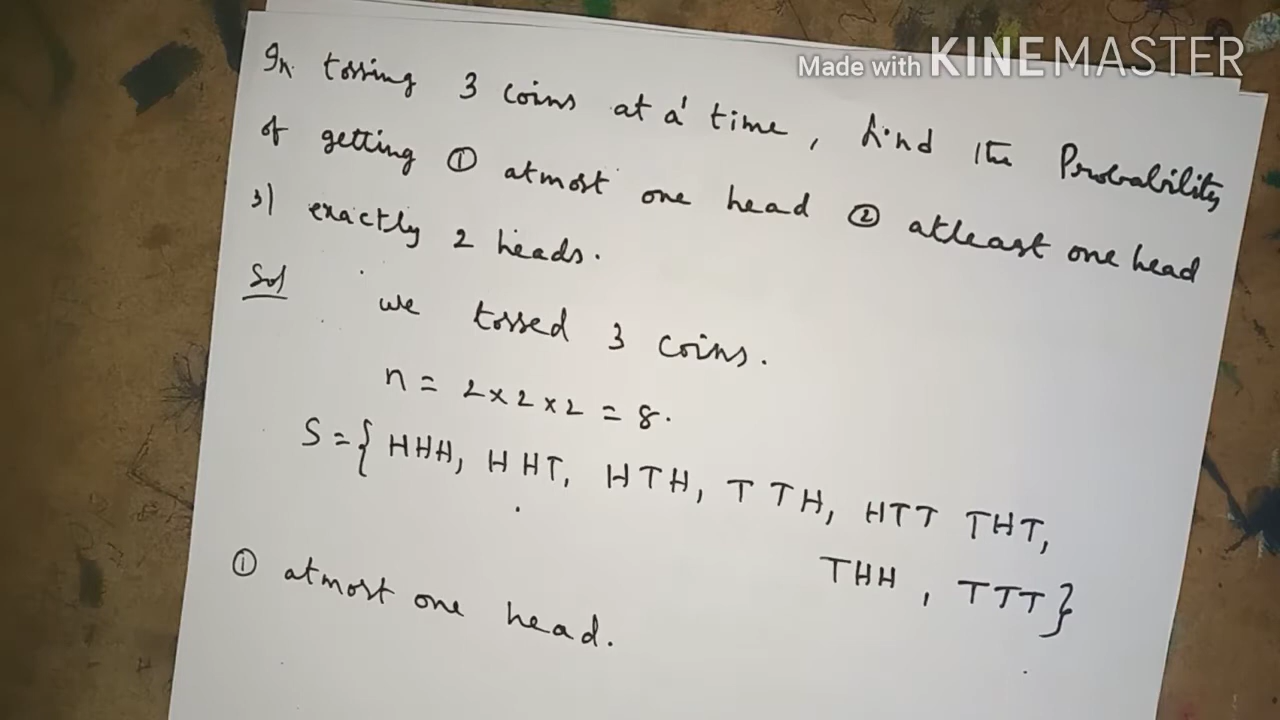 Made with KINEMASTER
In tossing 3 coins at a time, find the Probability
of getting ① atmost one head ② atleast one head
3) exactly 2 heads.
Sol
we tossed 3 coins.
n = 2×2×2 = 8.
S={ HHH, HHT, HTH, TTH, HTT THT,
THH, TTT}
① atmost one head.